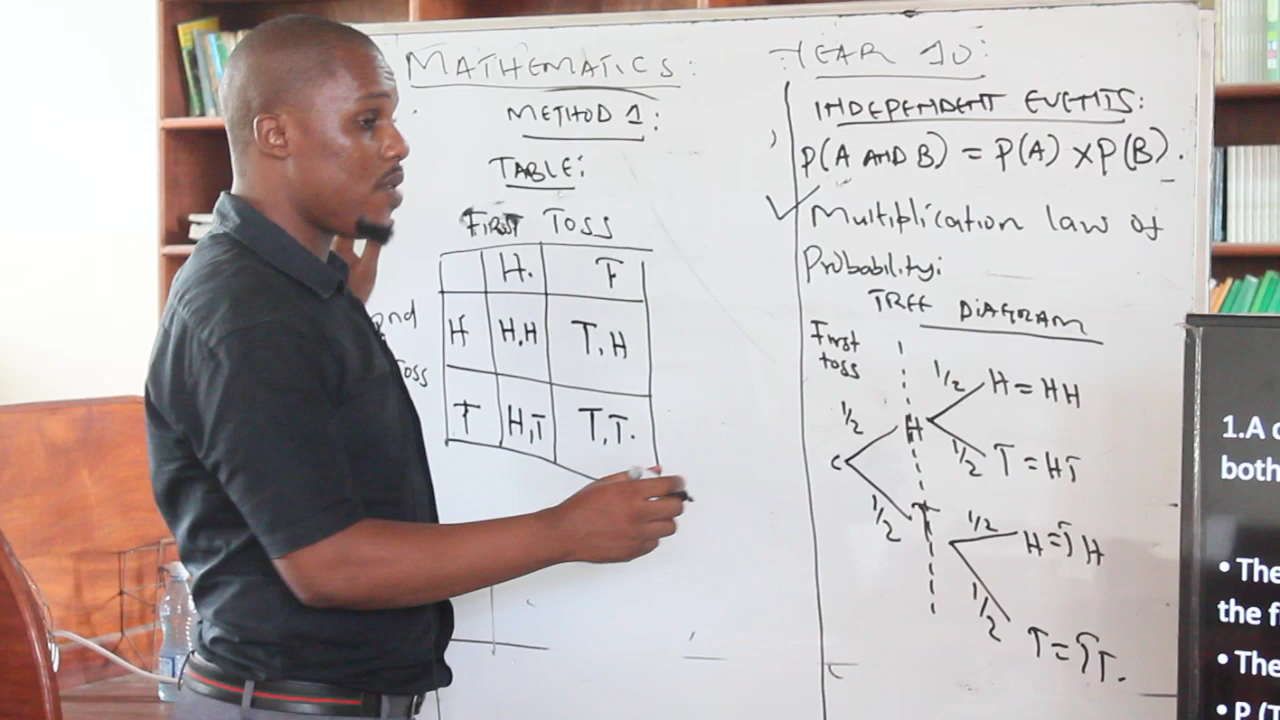 MATHEMATICS:
METHOD 1:
TABLE:
FIRST TOSS
H. T
nd
oss
H H,H T,H
T H,T T,T.
YEAR 10:
INDEPENDENT EVENTS:
P(A AND B) = P(A) × P(B).
✓ Multiplication law of
Probability:
TREE DIAGRAM
First
toss
1/2 H = HH
1/2 H
1/2 T = HT
1/2 T
1/2 H = TH
1/2 T = TT.
1.A
both
• The
the f
• The
• P (T